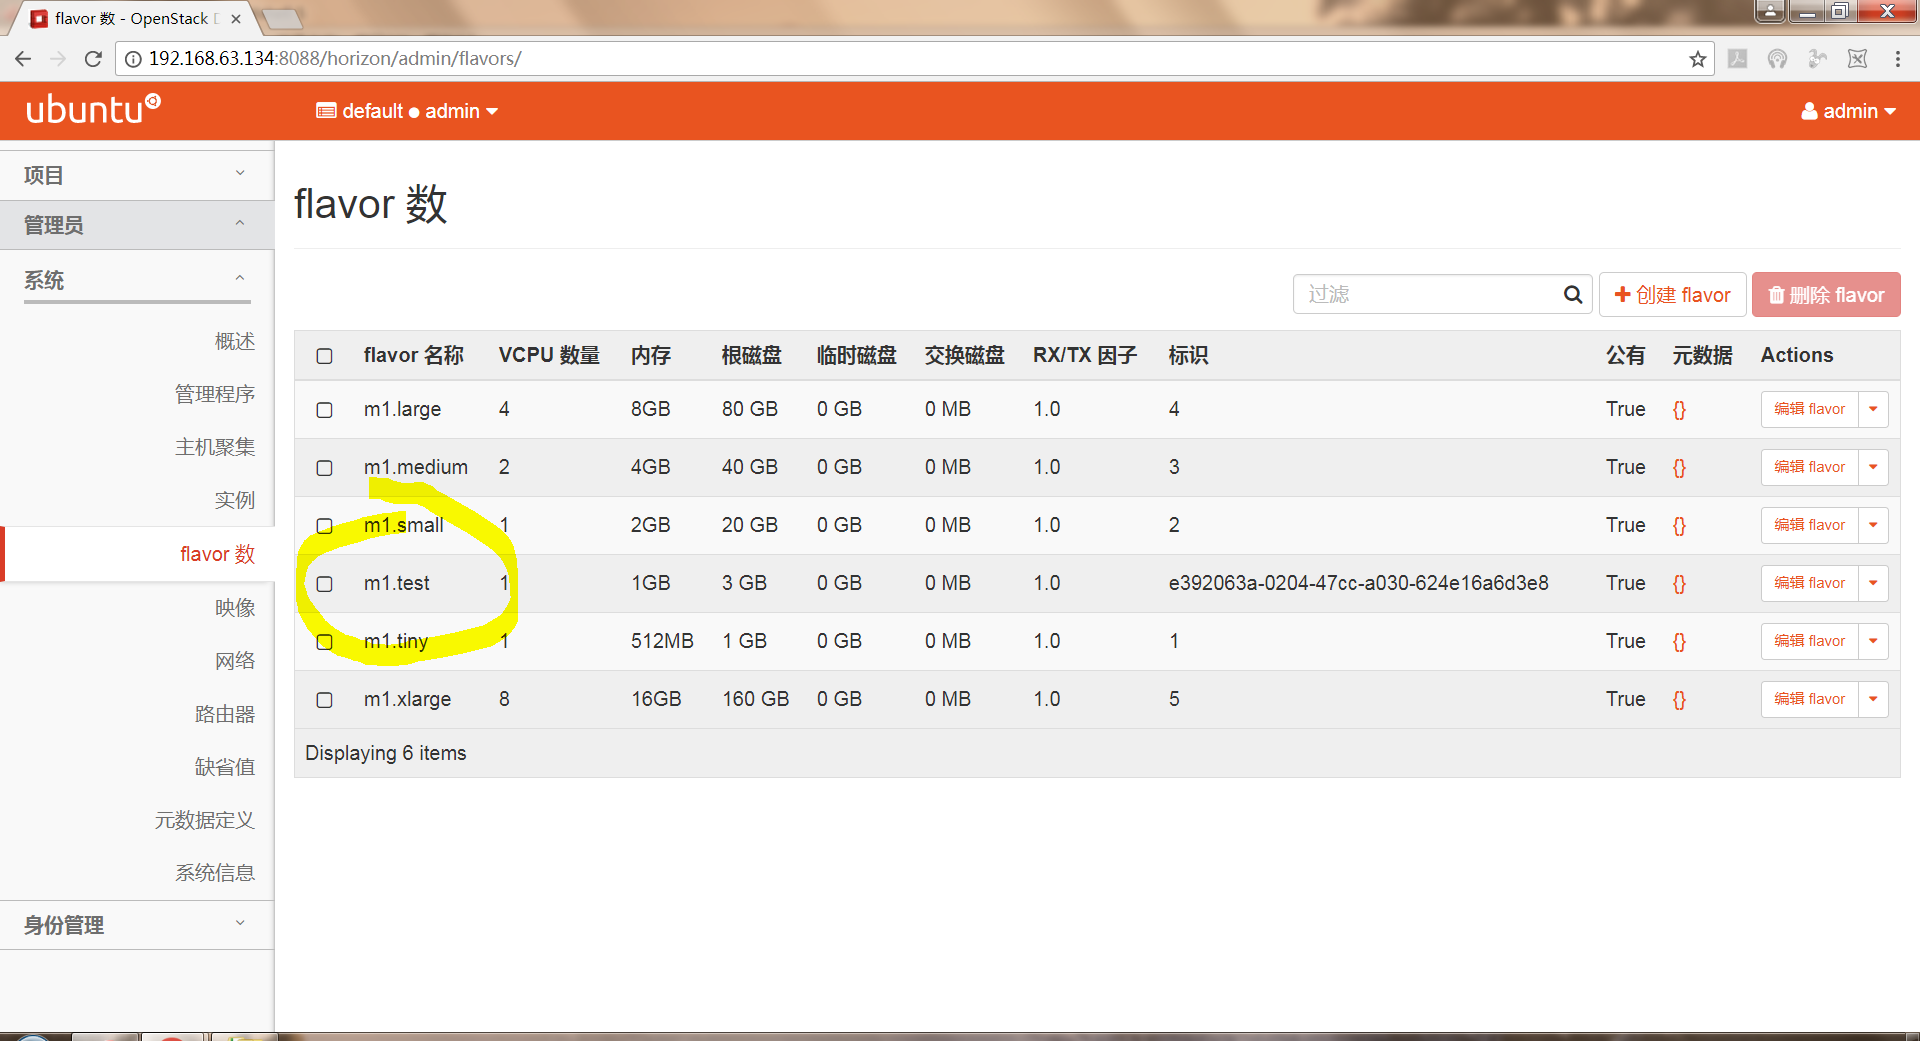 flavor 数 - OpenStack D
192.168.63.134:8088/horizon/admin/flavors/
ubuntu
default ● admin
admin
项目
管理员
系统
概述
管理程序
主机聚集
实例
flavor 数
映像
网络
路由器
缺省值
元数据定义
系统信息
身份管理
flavor 数
过滤
创建 flavor
删除 flavor
flavor 名称 VCPU 数量 内存 根磁盘 临时磁盘 交换磁盘 RX/TX 因子 标识 公有 元数据 Actions
m1.large 4 8GB 80 GB 0 GB 0 MB 1.0 4 True {} 编辑 flavor
m1.medium 2 4GB 40 GB 0 GB 0 MB 1.0 3 True {} 编辑 flavor
m1.small 1 2GB 20 GB 0 GB 0 MB 1.0 2 True {} 编辑 flavor
m1.test 1 1GB 3 GB 0 GB 0 MB 1.0 e392063a-0204-47cc-a030-624e16a6d3e8 True {} 编辑 flavor
m1.tiny 1 512MB 1 GB 0 GB 0 MB 1.0 1 True {} 编辑 flavor
m1.xlarge 8 16GB 160 GB 0 GB 0 MB 1.0 5 True {} 编辑 flavor
Displaying 6 items